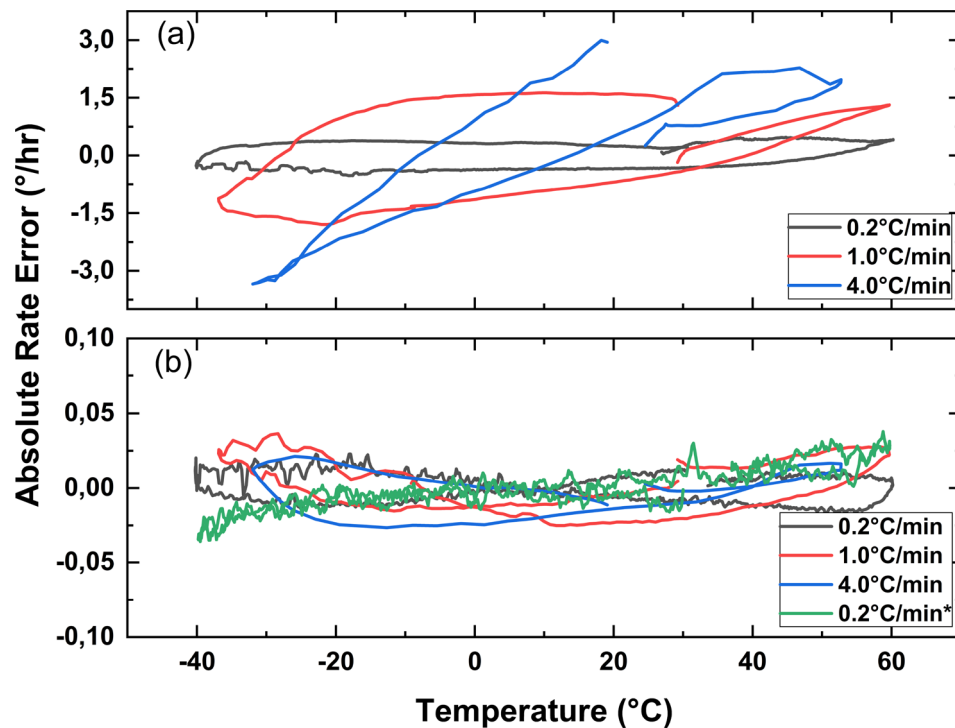 (a)
3,0
1,5
0,0
-1,5
-3,0
0.2°C/min
1.0°C/min
4.0°C/min
Absolute Rate Error (°/hr)
(b)
0,10
0,05
0,00
-0,05
-0,10
0.2°C/min
1.0°C/min
4.0°C/min
0.2°C/min*
-40 -20 0 20 40 60
Temperature (°C)